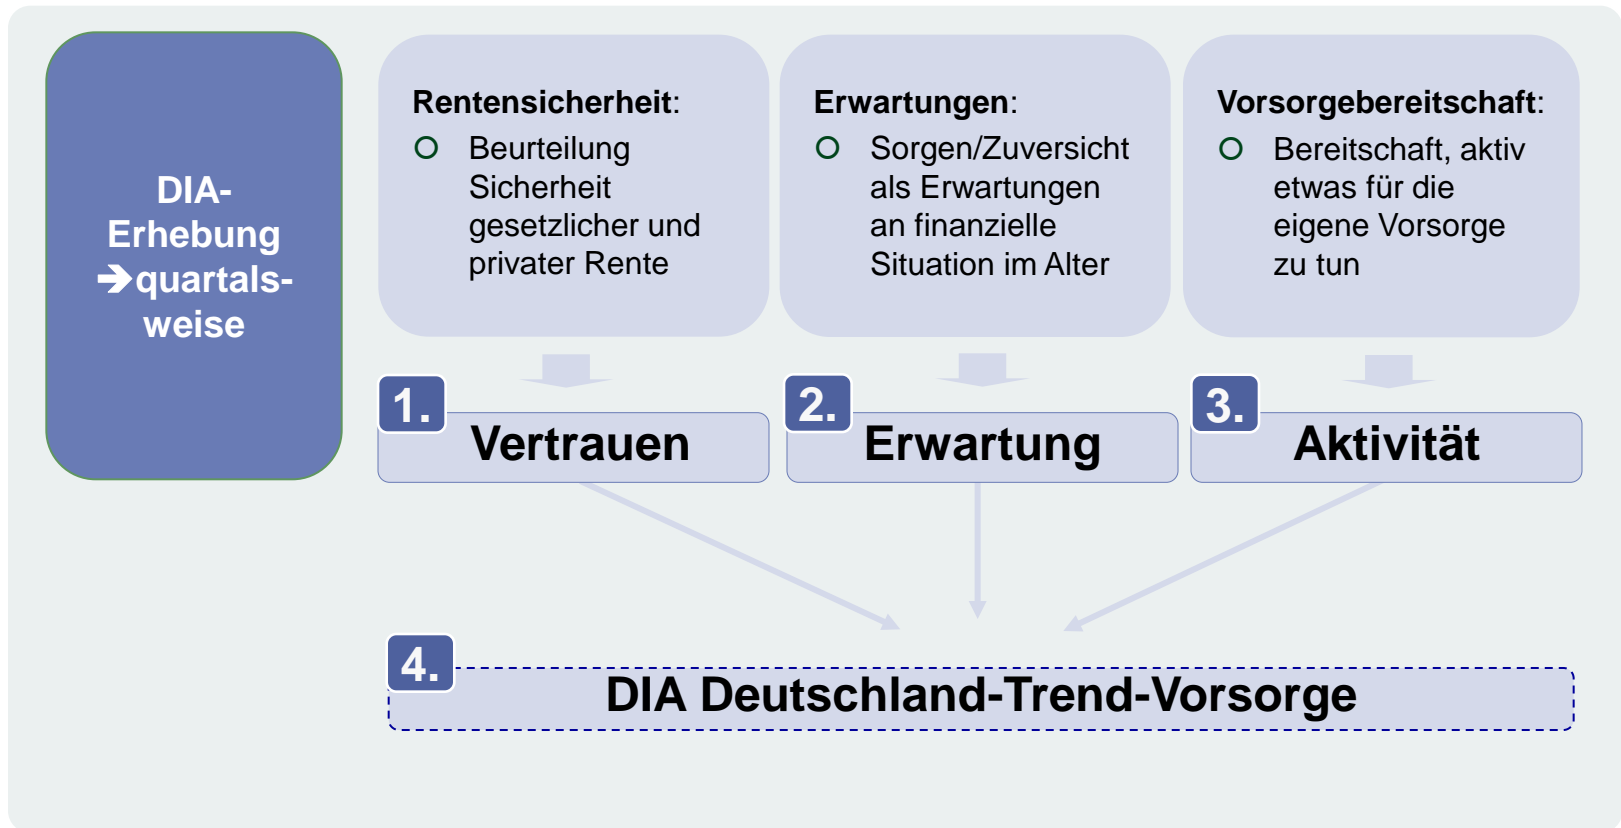 DIA-
Erhebung
➔quartals-
weise
Rentensicherheit:
Beurteilung
Sicherheit
gesetzlicher und
privater Rente
Erwartungen:
Sorgen/Zuversicht
als Erwartungen
an finanzielle
Situation im Alter
Vorsorgebereitschaft:
Bereitschaft, aktiv
etwas für die
eigene Vorsorge
zu tun
1.
Vertrauen
2.
Erwartung
3.
Aktivität
4.
DIA Deutschland-Trend-Vorsorge